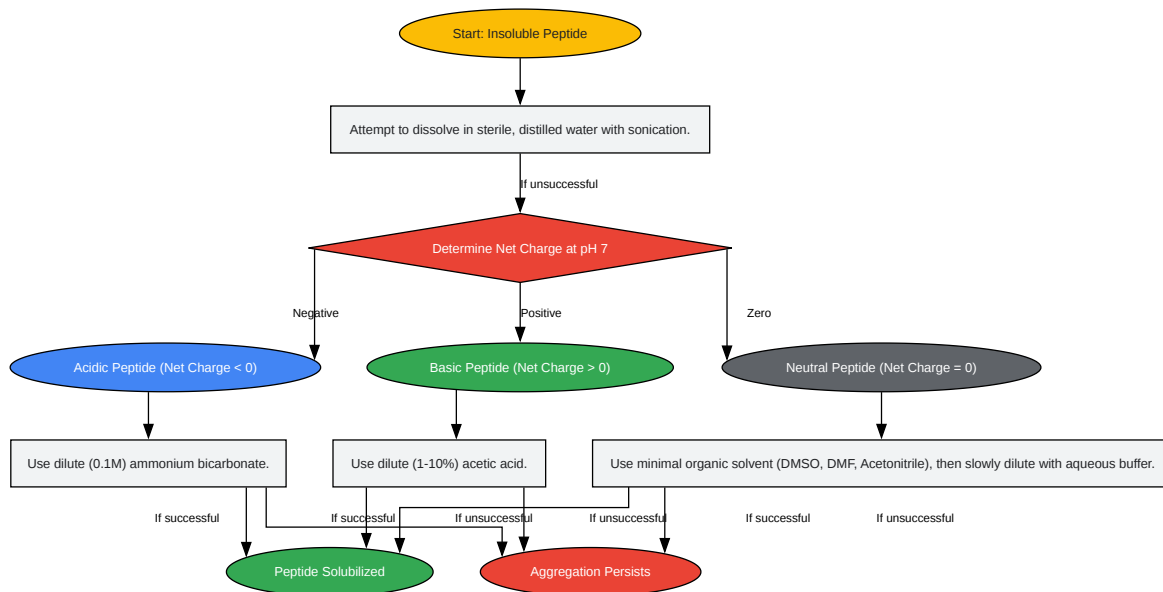 Start: Insoluble Peptide
Attempt to dissolve in sterile, distilled water with sonication.
If unsuccessful
Determine Net Charge at pH 7
Negative
Positive
Zero
Acidic Peptide (Net Charge < 0)
Basic Peptide (Net Charge > 0)
Neutral Peptide (Net Charge = 0)
Use dilute (0.1M) ammonium bicarbonate.
Use dilute (1-10%) acetic acid.
Use minimal organic solvent (DMSO, DMF, Acetonitrile), then slowly dilute with aqueous buffer.
If successful
If successful
If unsuccessful
If unsuccessful
If successful
If unsuccessful
Peptide Solubilized
Aggregation Persists